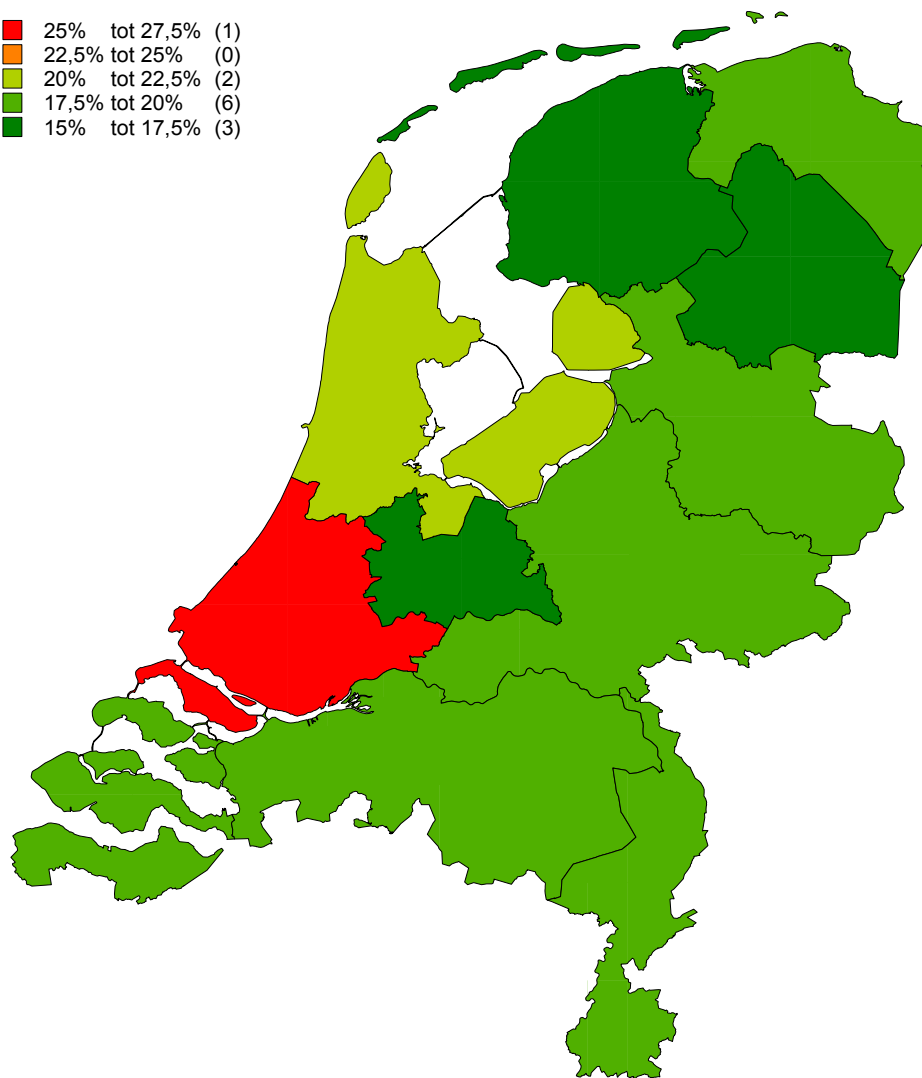 25% tot 27,5% (1)
22,5% tot 25% (0)
20% tot 22,5% (2)
17,5% tot 20% (6)
15% tot 17,5% (3)